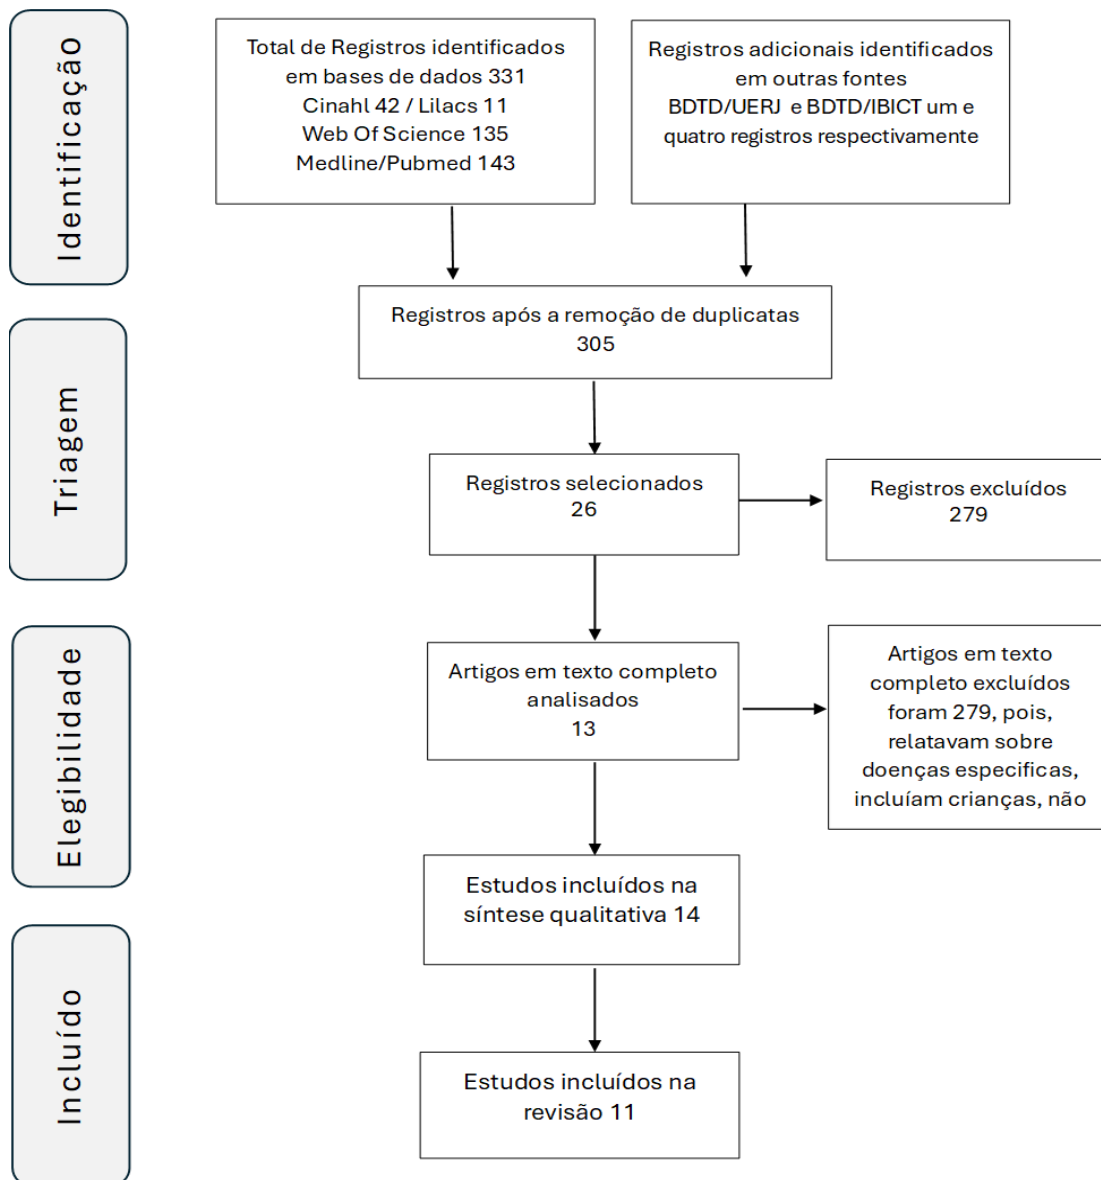 Identificação
Total de Registros identificados
em bases de dados 331
Cinahl 42 / Lilacs 11
Web Of Science 135
Medline/Pubmed 143
Registros adicionais identificados
em outras fontes
BDTD/UERJ e BDTD/IBICT um e
quatro registros respectivamente
Registros após a remoção de duplicatas
305
Triagem
Registros selecionados
26
Registros excluídos
279
Elegibilidade
Artigos em texto completo
analisados
13
Artigos em texto
completo excluídos
foram 279, pois,
relatavam sobre
doenças especificas,
incluíam crianças, não
Estudos incluídos na
síntese qualitativa 14
Incluído
Estudos incluídos na
revisão 11